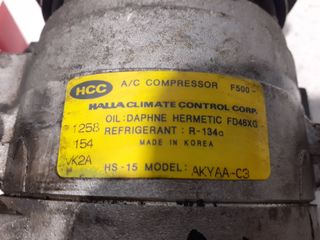 HCC A/C COMPRESSOR F500
HALLA CLIMATE CONTROL CORP.
OIL:DAPHNE HERMETIC FD46XG
1258 REFRIGERANT : R-134a
154 MADE IN KOREA
VK2A HS-15 MODEL: AKYAA-C3